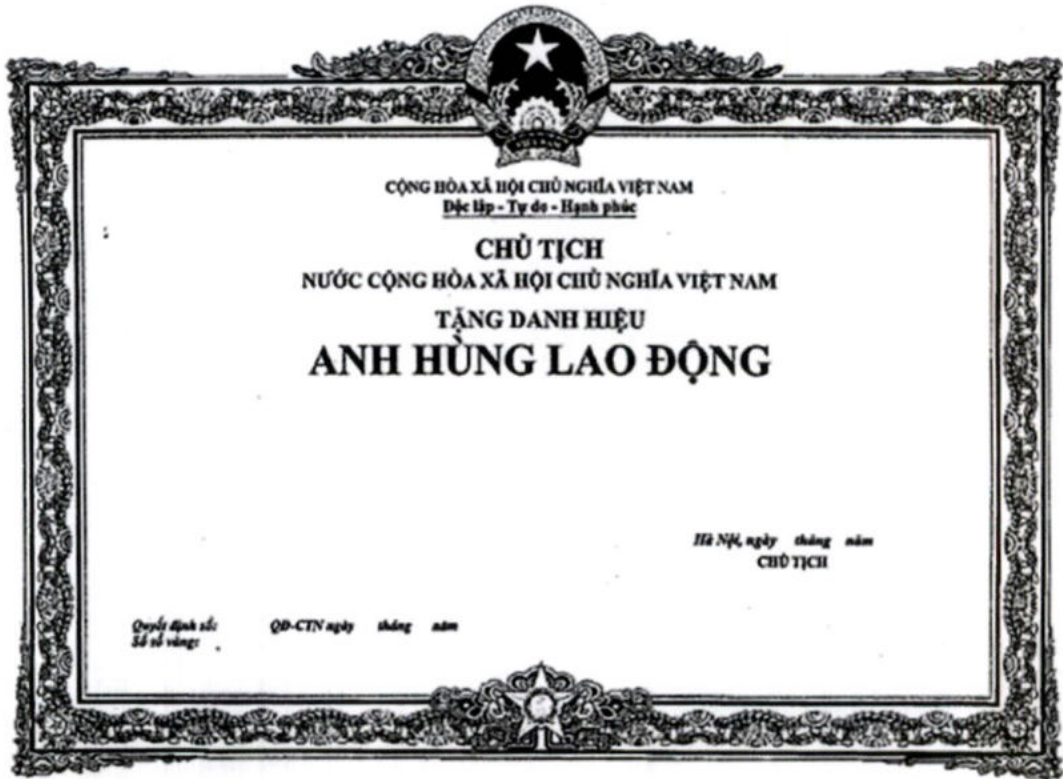 VIỆT NAM
CỘNG HÒA XÃ HỘI CHỦ NGHĨA VIỆT NAM
Độc lập - Tự do - Hạnh phúc
CHỦ TỊCH
NƯỚC CỘNG HÒA XÃ HỘI CHỦ NGHĨA VIỆT NAM
TẶNG DANH HIỆU
ANH HÙNG LAO ĐỘNG
Hà Nội, ngày tháng năm
CHỦ TỊCH
Quyết định số: QĐ-CTN ngày tháng năm
Số sổ vàng: